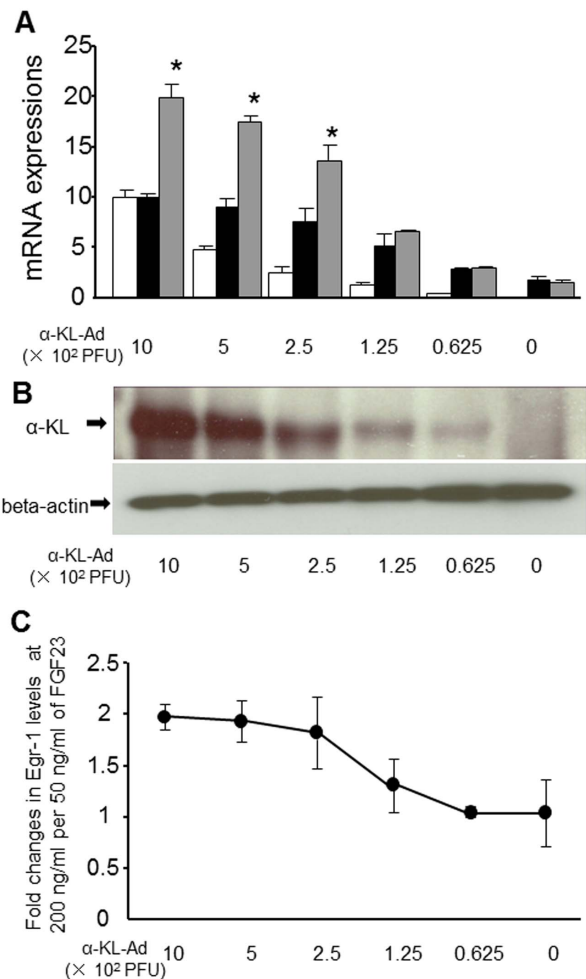 A
mRNA expressions
25
20
15
10
5
0
*
*
*
α-KL-Ad
(× 10² PFU)
10 5 2.5 1.25 0.625 0
B
α-KL
beta-actin
α-KL-Ad
(× 10² PFU)
10 5 2.5 1.25 0.625 0
C
Fold changes in Egr-1 levels at
200 ng/ml per 50 ng/ml of FGF23
2.5
2
1.5
1
0.5
0
α-KL-Ad
(× 10² PFU)
10 5 2.5 1.25 0.625 0